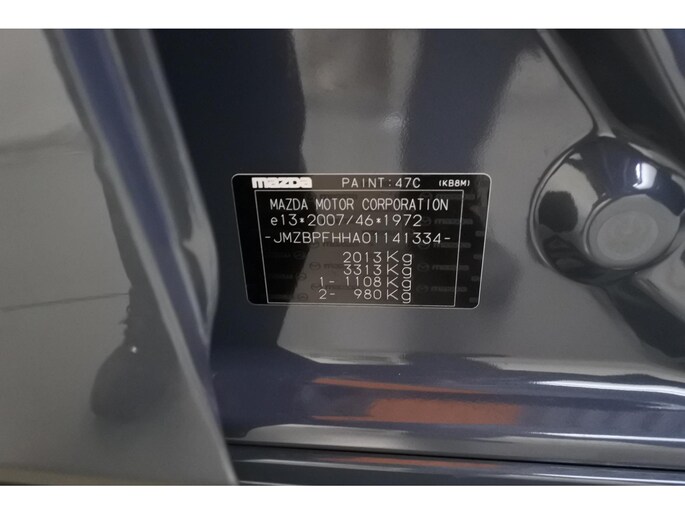 mazda PAINT:47C (KB8M)
MAZDA MOTOR CORPORATION
e13*2007/46*1972
-JMZBPFHHA01141334-
2013Kg
3313Kg
1- 1108Kg
2- 980Kg